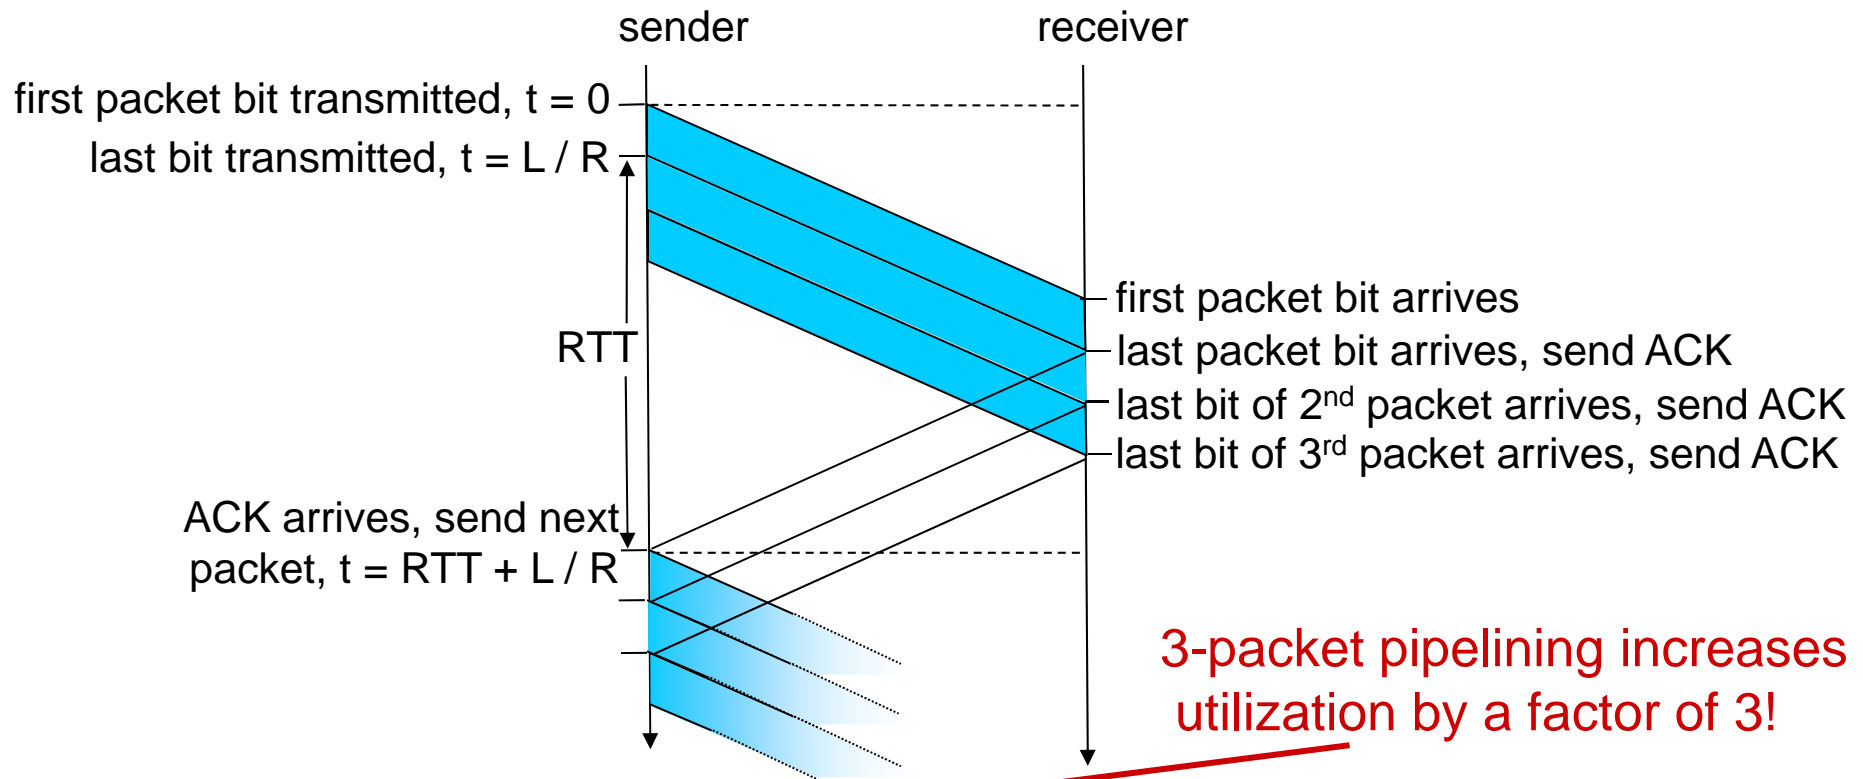 sender
receiver
first packet bit transmitted, t = 0
last bit transmitted, t = L / R
RTT
first packet bit arrives
last packet bit arrives, send ACK
last bit of 2nd packet arrives, send ACK
last bit of 3rd packet arrives, send ACK
ACK arrives, send next
packet, t = RTT + L / R
3-packet pipelining increases
utilization by a factor of 3!